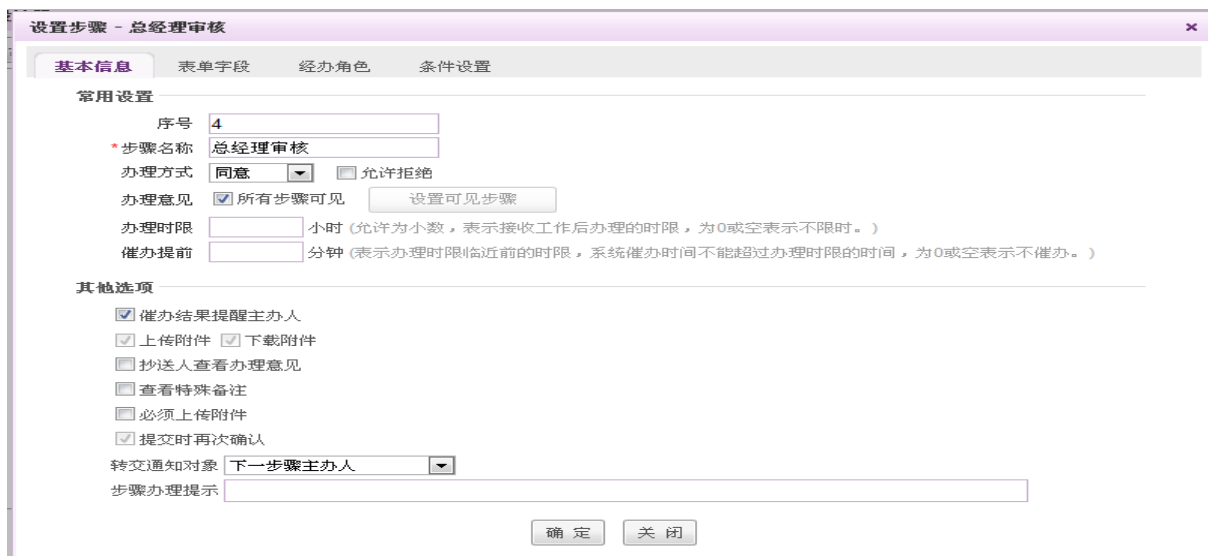 设置步骤 - 总经理审核
基本信息 表单字段 经办角色 条件设置
常用设置
序号 4
*步骤名称 总经理审核
办理方式 同意 允许拒绝
办理意见 所有步骤可见 设置可见步骤
办理时限 小时 (允许为小数，表示接收工作后办理的时限，为0或空表示不限时。)
催办提前 分钟 (表示办理时限临近前的时限，系统催办时间不能超过办理时限的时间，为0或空表示不催办。)
其他选项
催办结果提醒主办人
上传附件 下载附件
抄送人查看办理意见
查看特殊备注
必须上传附件
提交时再次确认
转交通知对象 下一步骤主办人
步骤办理提示
确 定 关 闭